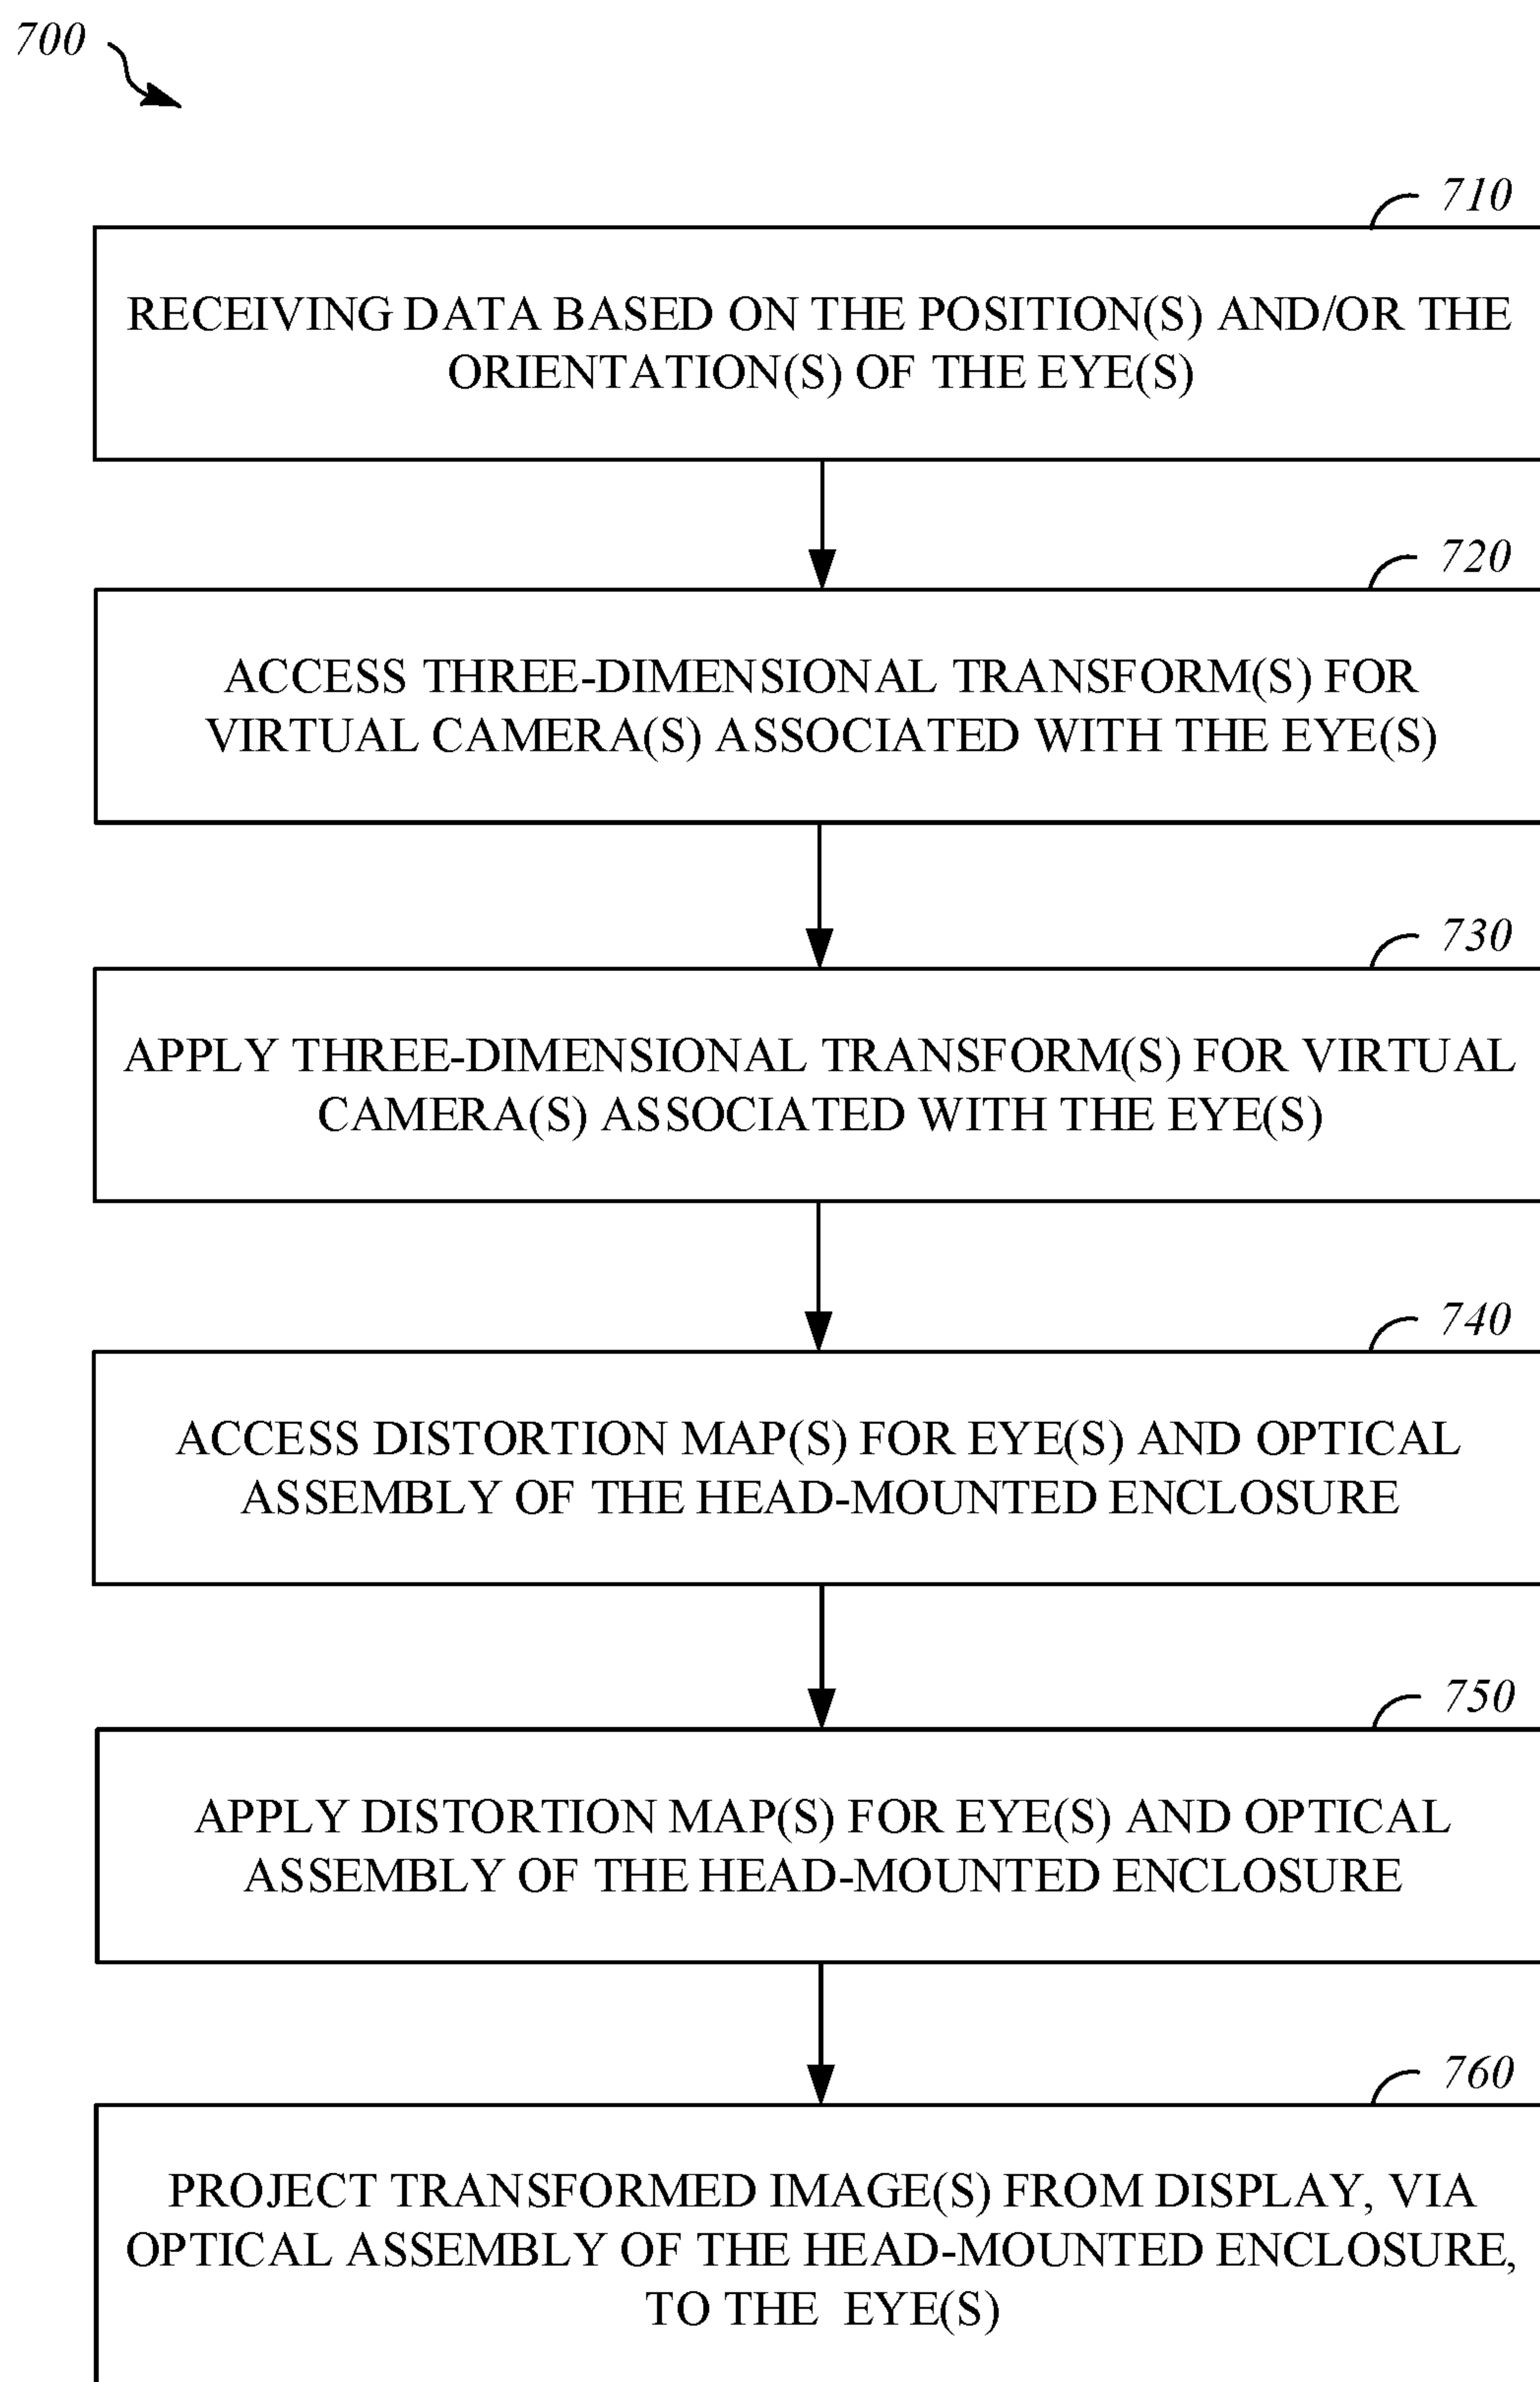 700
710
RECEIVING DATA BASED ON THE POSITION(S) AND/OR THE
ORIENTATION(S) OF THE EYE(S)
720
ACCESS THREE-DIMENSIONAL TRANSFORM(S) FOR
VIRTUAL CAMERA(S) ASSOCIATED WITH THE EYE(S)
730
APPLY THREE-DIMENSIONAL TRANSFORM(S) FOR VIRTUAL
CAMERA(S) ASSOCIATED WITH THE EYE(S)
740
ACCESS DISTORTION MAP(S) FOR EYE(S) AND OPTICAL
ASSEMBLY OF THE HEAD-MOUNTED ENCLOSURE
750
APPLY DISTORTION MAP(S) FOR EYE(S) AND OPTICAL
ASSEMBLY OF THE HEAD-MOUNTED ENCLOSURE
760
PROJECT TRANSFORMED IMAGE(S) FROM DISPLAY, VIA
OPTICAL ASSEMBLY OF THE HEAD-MOUNTED ENCLOSURE,
TO THE EYE(S)